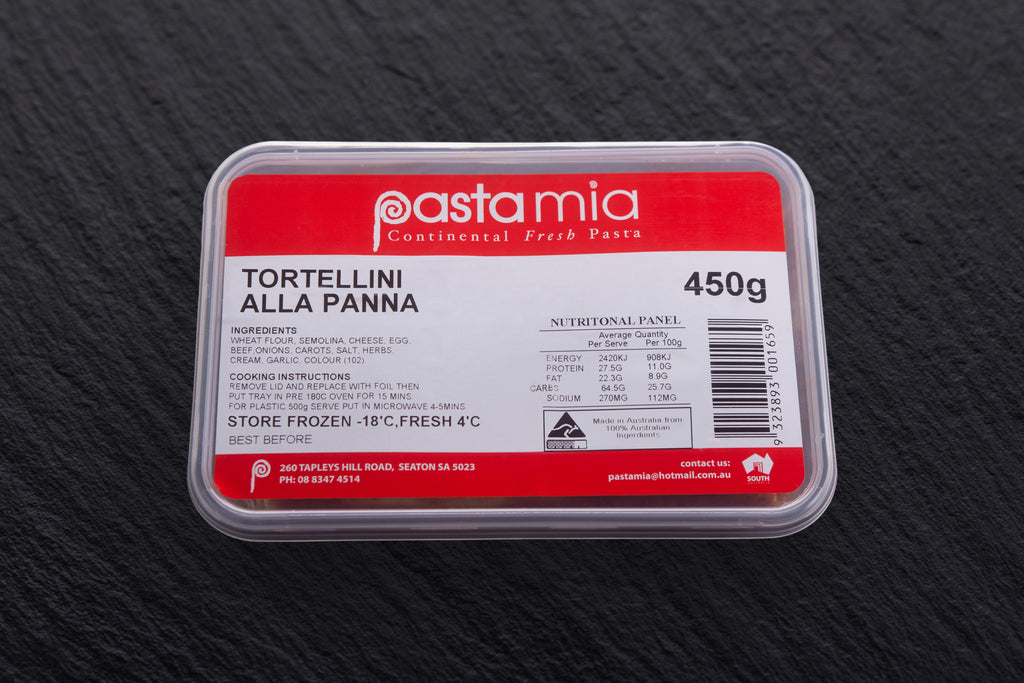 pastamia
Continental Fresh Pasta
TORTELLINI
ALLA PANNA
450g
INGREDIENTS
WHEAT FLOUR, SEMOLINA, CHEESE, EGG,
BEEF,ONIONS, CAROTS, SALT, HERBS,
CREAM, GARLIC, COLOUR (102)
COOKING INSTRUCTIONS
REMOVE LID AND REPLACE WITH FOIL THEN
PUT TRAY IN PRE 180C OVEN FOR 15 MINS
FOR PLASTIC 500g SERVE PUT IN MICROWAVE 4-5MINS
STORE FROZEN -18'C,FRESH 4'C
BEST BEFORE
NUTRITONAL PANEL
Average Quantity
Per Serve Per 100g
ENERGY 2420KJ 908KJ
PROTEIN 27.5G 11.0G
FAT 22.3G 8.9G
CARBS 64.5G 25.7G
SODIUM 270MG 112MG
Made in Australia from
100% Australian
Ingerdients
9 323893 001659
260 TAPLEYS HILL ROAD, SEATON SA 5023
PH: 08 8347 4514
contact us:
pastamia@hotmail.com.au
SOUTH